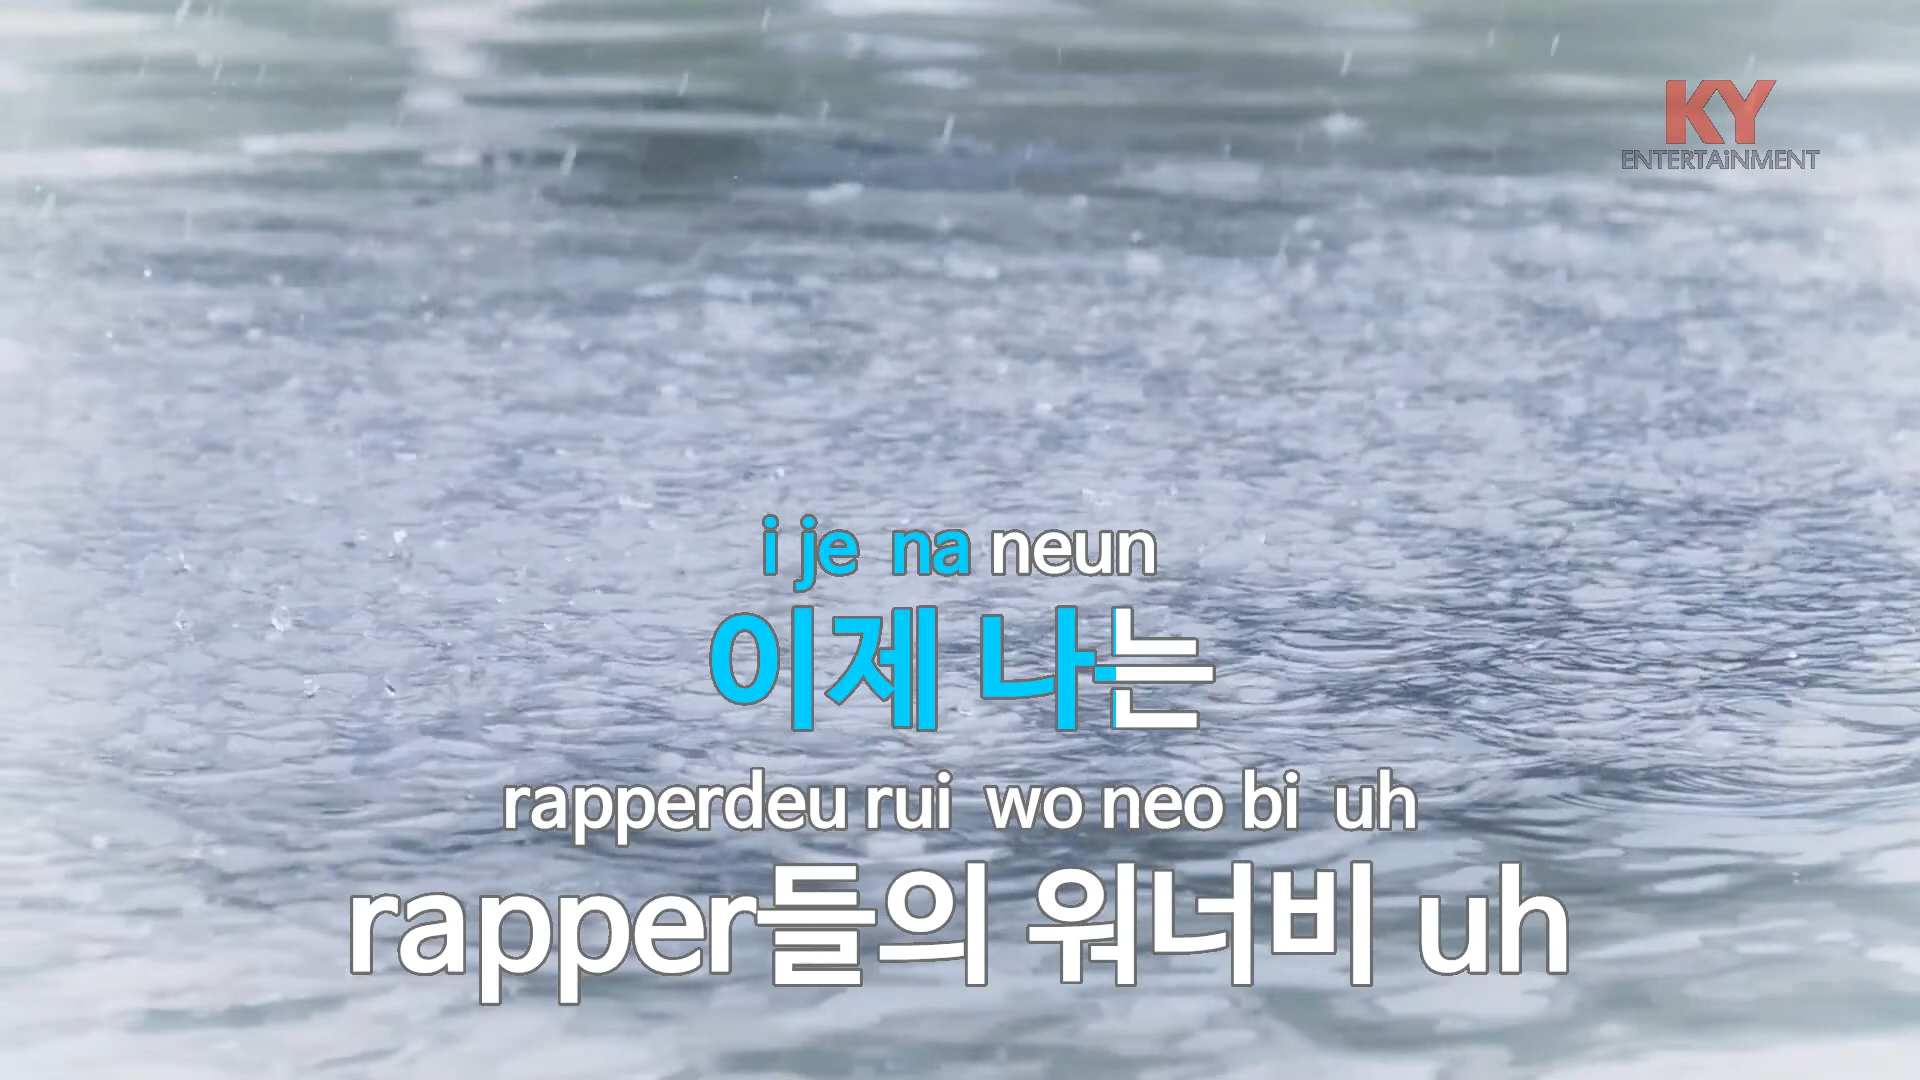 KY
ENTERTAiNMENT
i je na neun
이제 나는
rapperdeu rui wo neo bi uh
rapper들의 워너비 uh